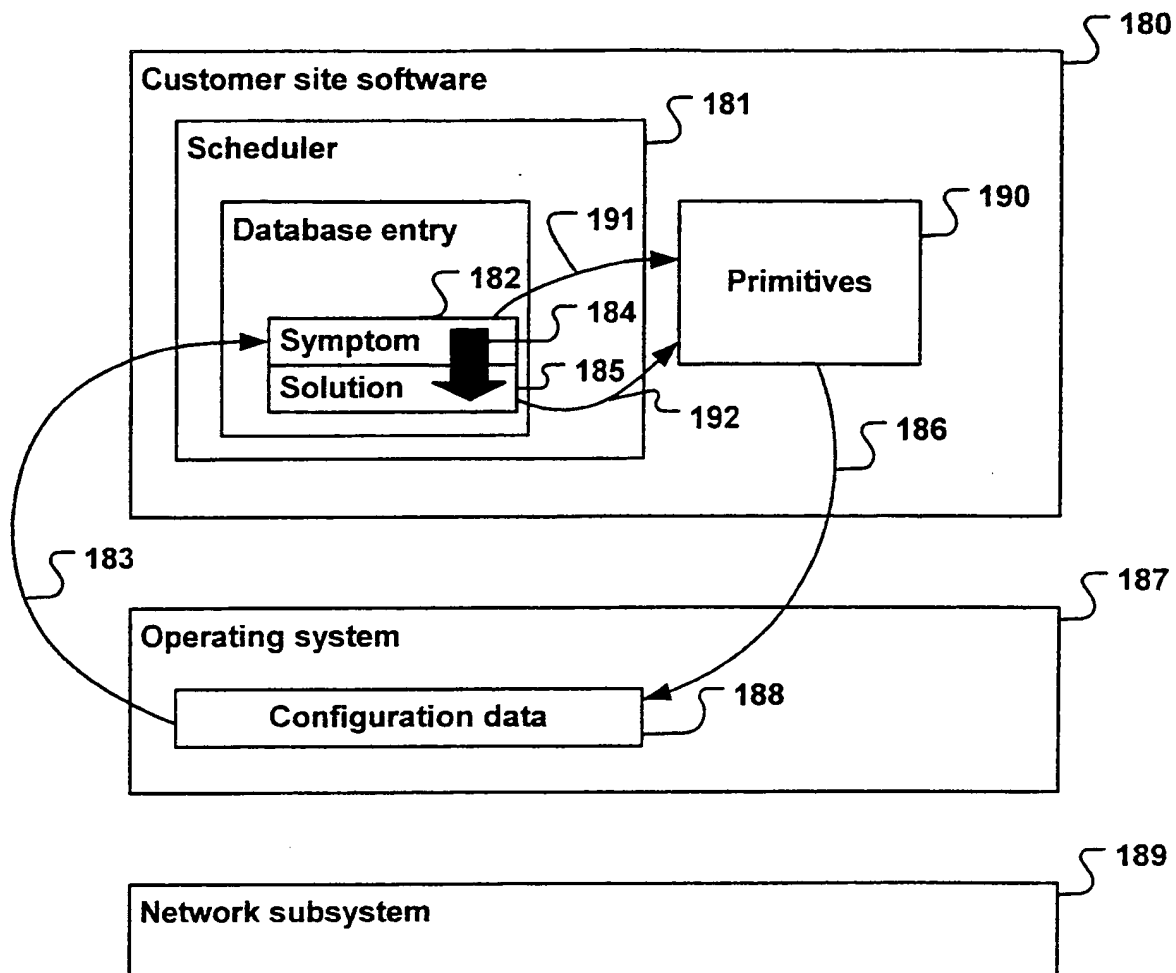 180
Customer site software
181
Scheduler
190
Database entry
191
182
Primitives
Symptom
184
Solution
185
192
186
183
187
Operating system
188
Configuration data
189
Network subsystem